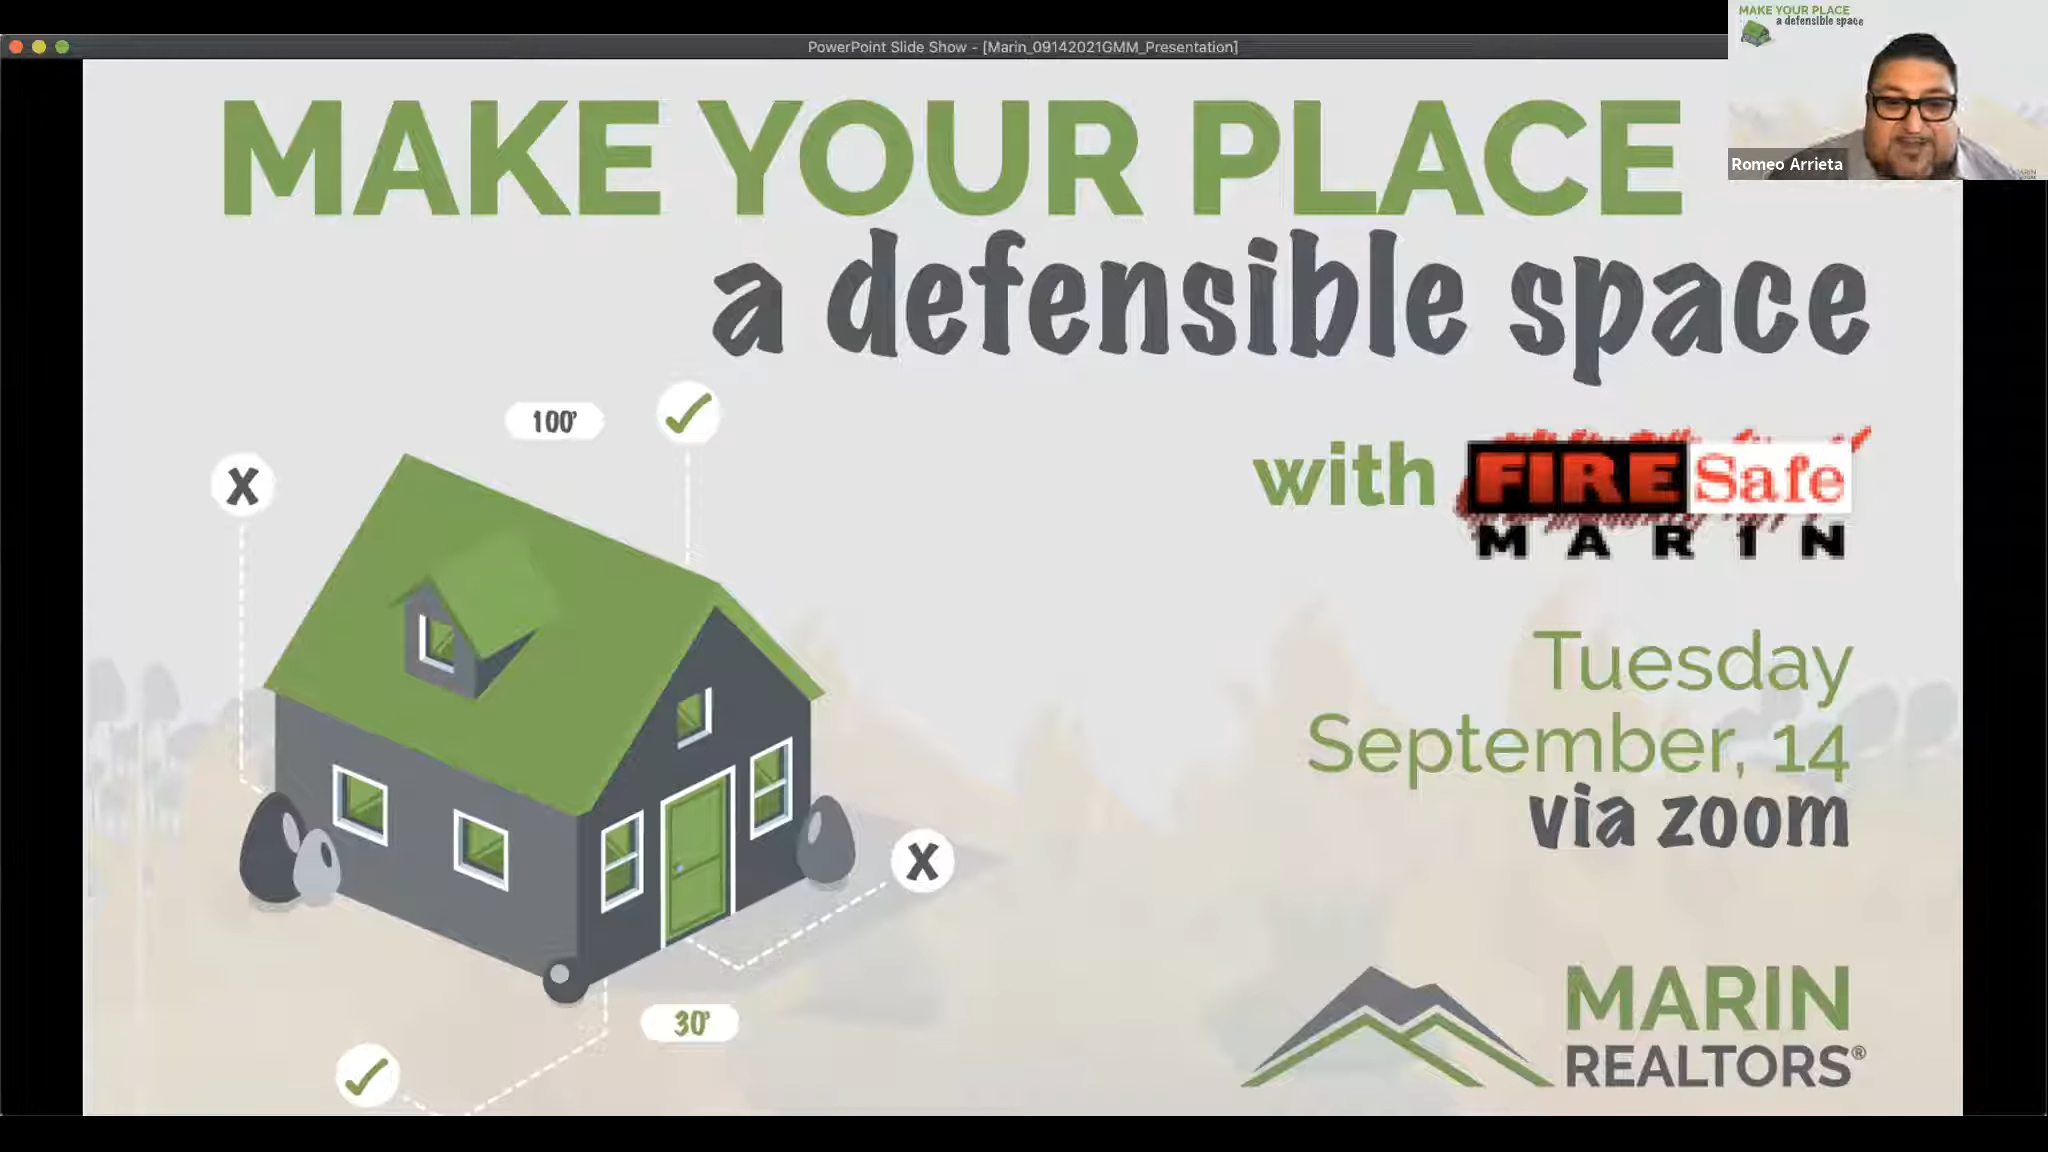 MAKE YOUR PLACE
a defensible space
PowerPoint Slide Show - [Marin_09142021GMM_Presentation]
Romeo Arrieta
MAKE YOUR PLACE
a defensible space
100'
X
with FIRE Safe
MARIN
Tuesday
September, 14
via zoom
X
30'
MARIN
REALTORS®